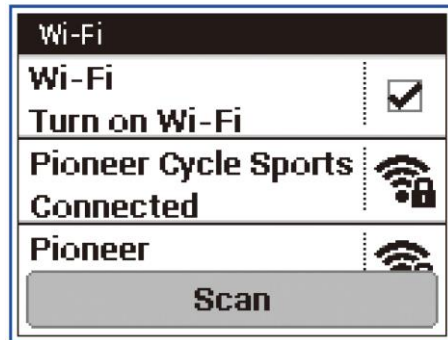 Wi-Fi
Wi-Fi
Turn on Wi-Fi
Pioneer Cycle Sports
Connected
Pioneer
Scan